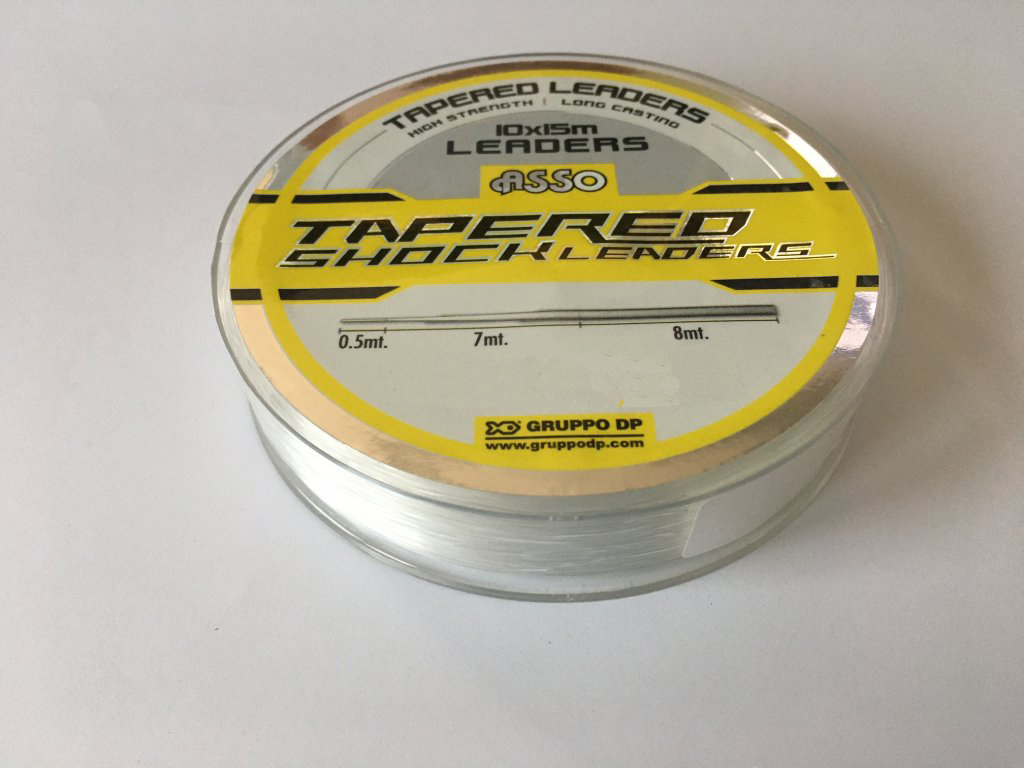 TAPERED LEADERS
HIGH STRENGTH | LONG CASTING
10x15m
LEADERS
ASSO
TAPERED
SHOCK LEADERS
0.5mt. 7mt. 8mt.
GRUPPO DP
www.gruppodp.com